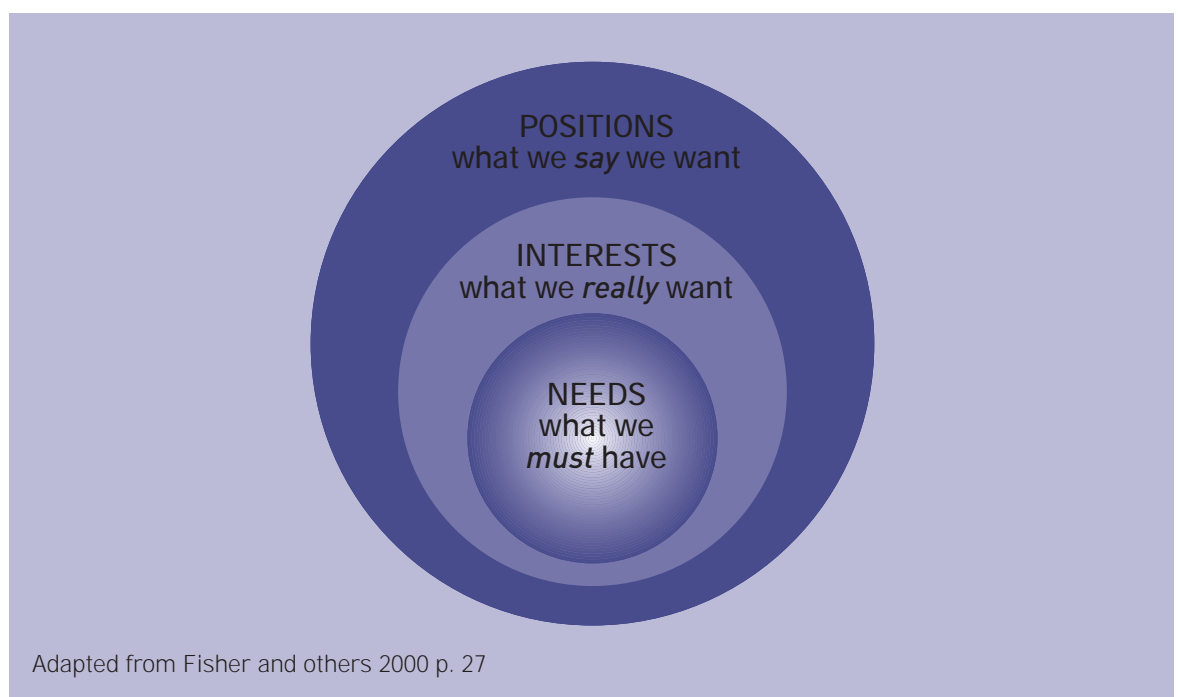 POSITIONS
what we say we want
INTERESTS
what we really want
NEEDS
what we
must have
Adapted from Fisher and others 2000 p. 27